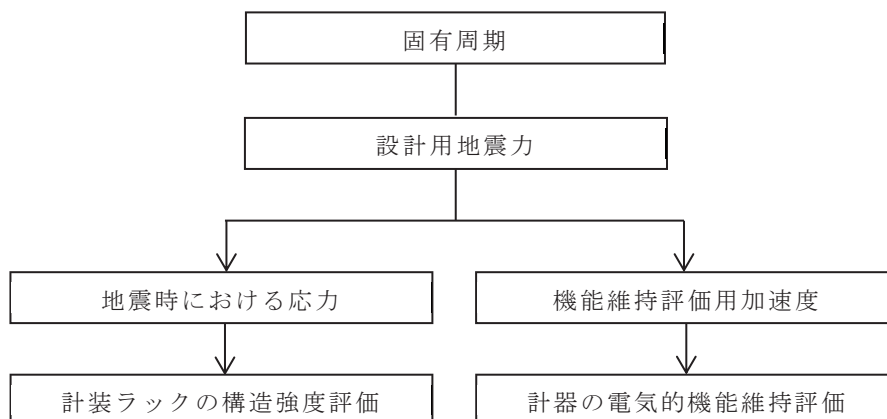 固有周期
設計用地震力
地震時における応力
機能維持評価用加速度
計装ラックの構造強度評価
計器の電気的機能維持評価